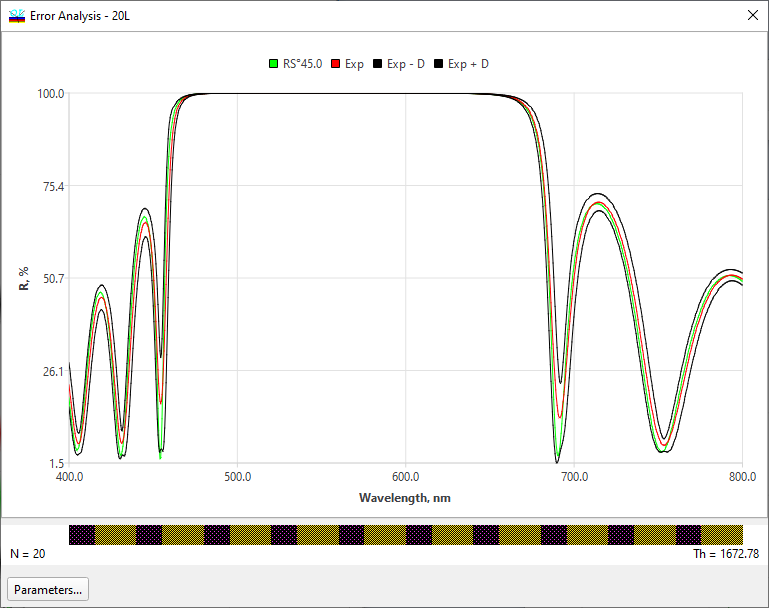 Error Analysis - 20L
RS°45.0 Exp Exp - D Exp + D
100.0
75.4
50.7
26.1
1.5
R, %
400.0 500.0 600.0 700.0 800.0
Wavelength, nm
N = 20 Th = 1672.78
Parameters...